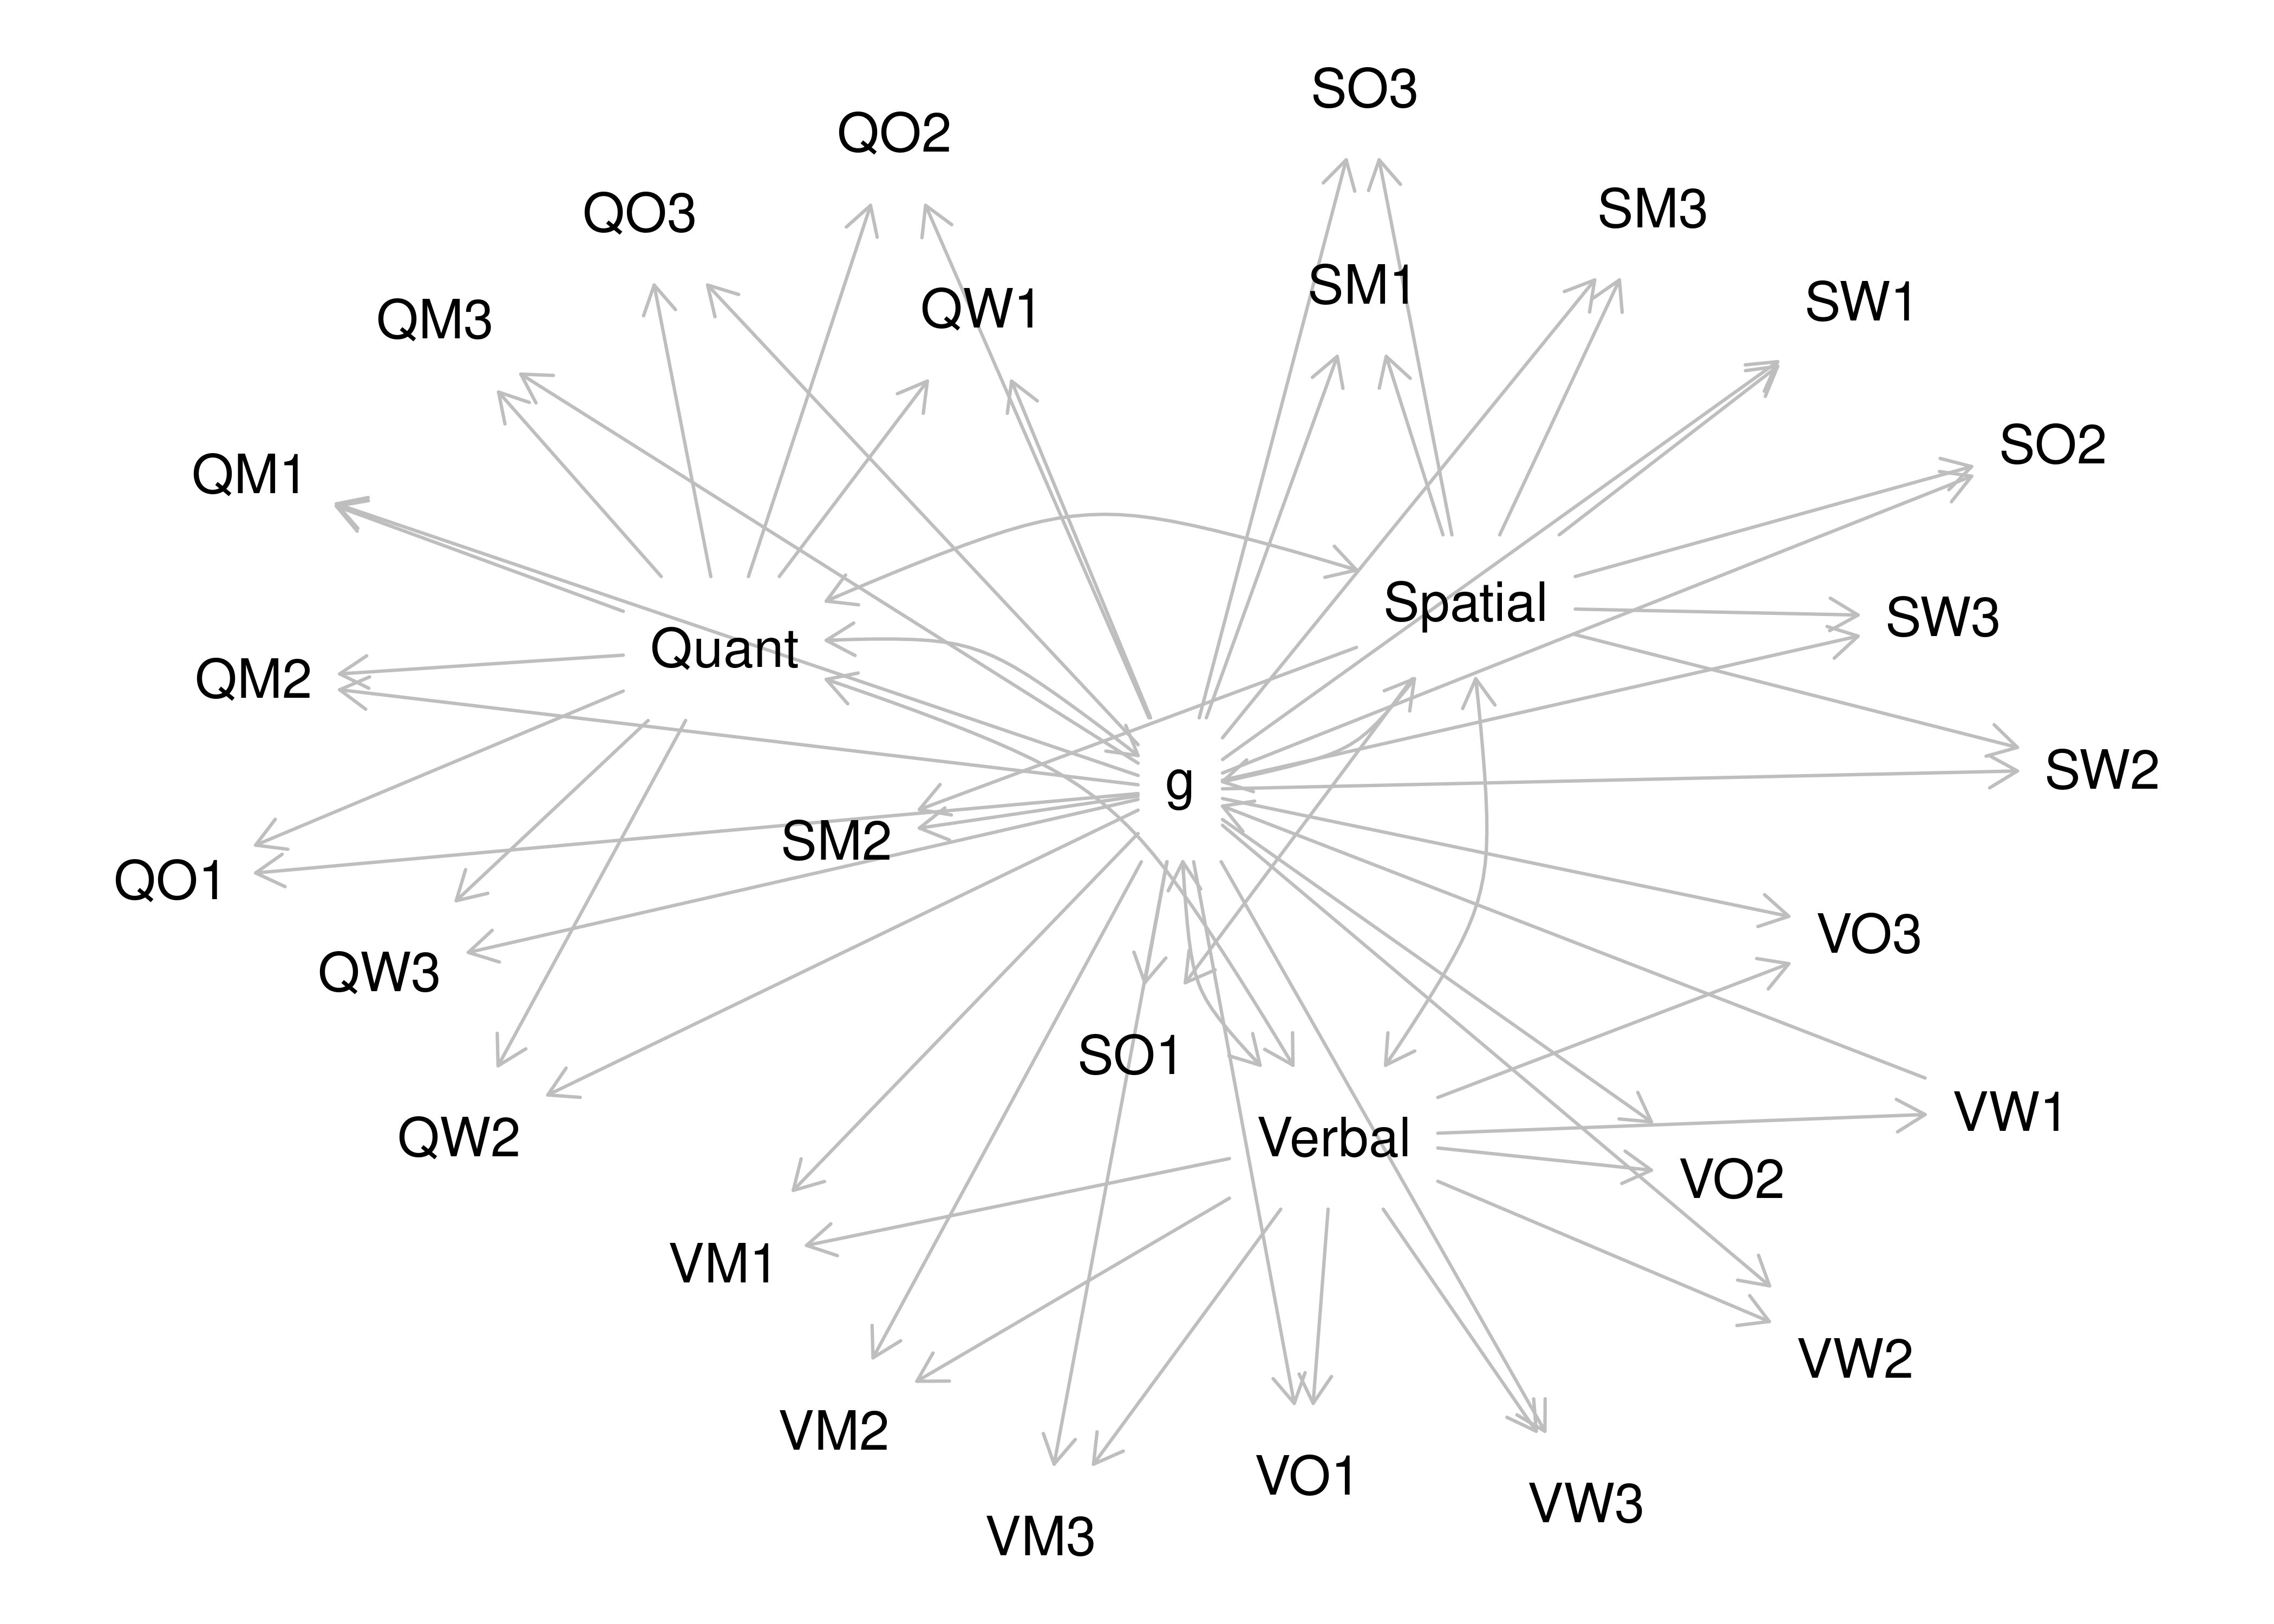 SO3
QO2
SM3
QO3
SM1
SW1
QW1
QM3
SO2
QM1
Spatial
SW3
Quant
QM2
SW2
g
SM2
QO1
VO3
QW3
SO1
VW1
Verbal
QW2
VO2
VM1
VW2
VM2
VO1
VW3
VM3